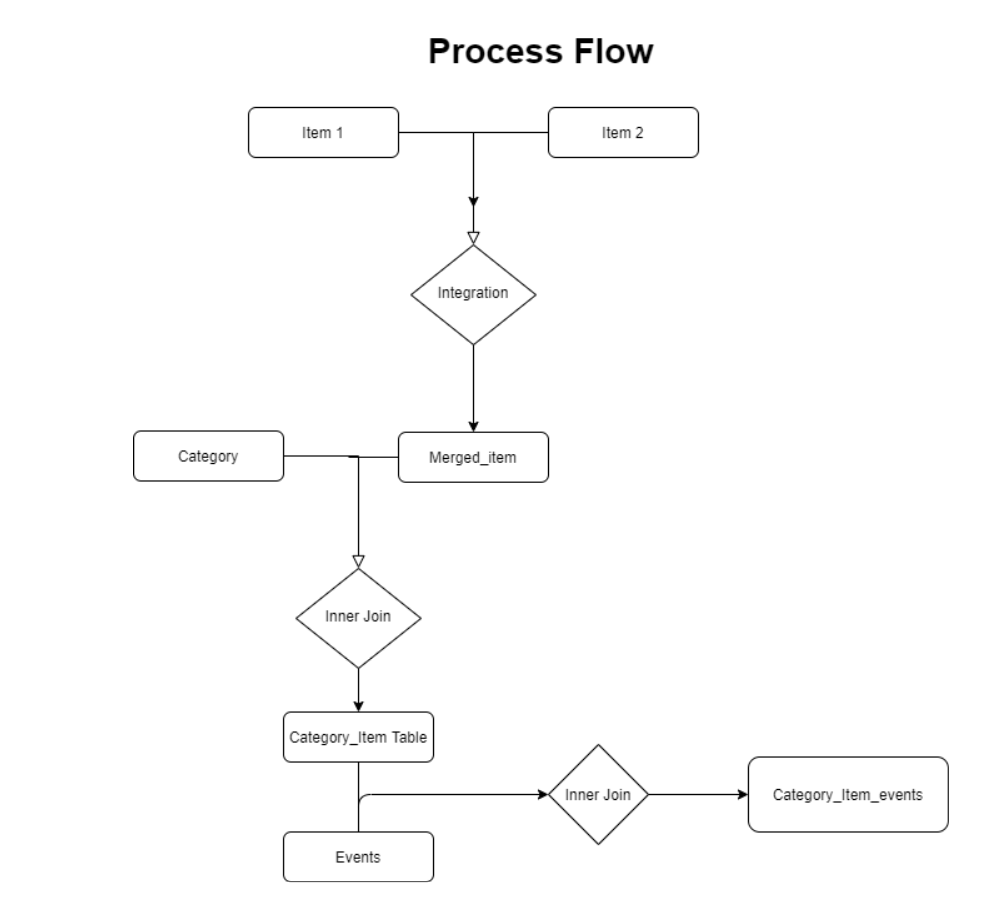 Process Flow
Item 1
Item 2
Integration
Category
Merged_item
Inner Join
Category_Item Table
Inner Join
Category_Item_events
Events